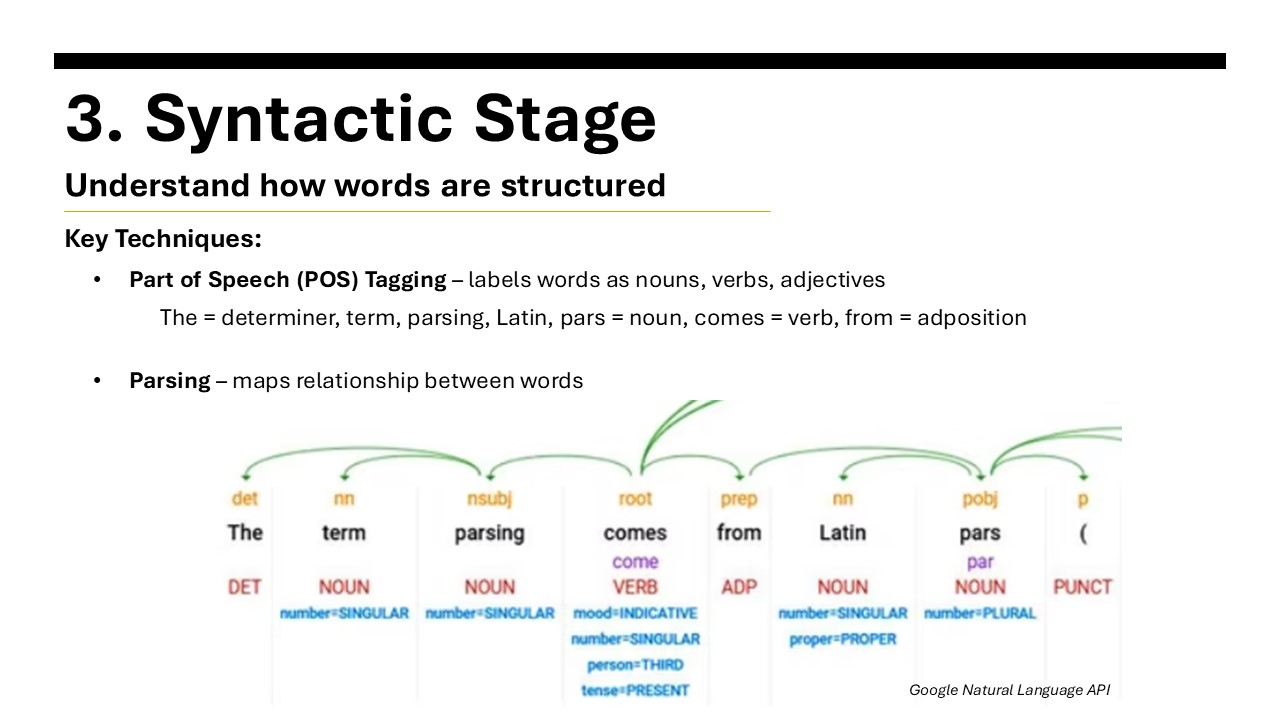 3. Syntactic Stage
Understand how words are structured
Key Techniques:
• Part of Speech (POS) Tagging – labels words as nouns, verbs, adjectives
The = determiner, term, parsing, Latin, pars = noun, comes = verb, from = adposition
• Parsing – maps relationship between words
det nn nsubj root prep nn pobj p
The term parsing comes from Latin pars (
come par
DET NOUN NOUN VERB ADP NOUN NOUN PUNCT
number=SINGULAR number=SINGULAR mood=INDICATIVE number=SINGULAR number=PLURAL
number=SINGULAR proper=PROPER
person=THIRD
tense=PRESENT
Google Natural Language API